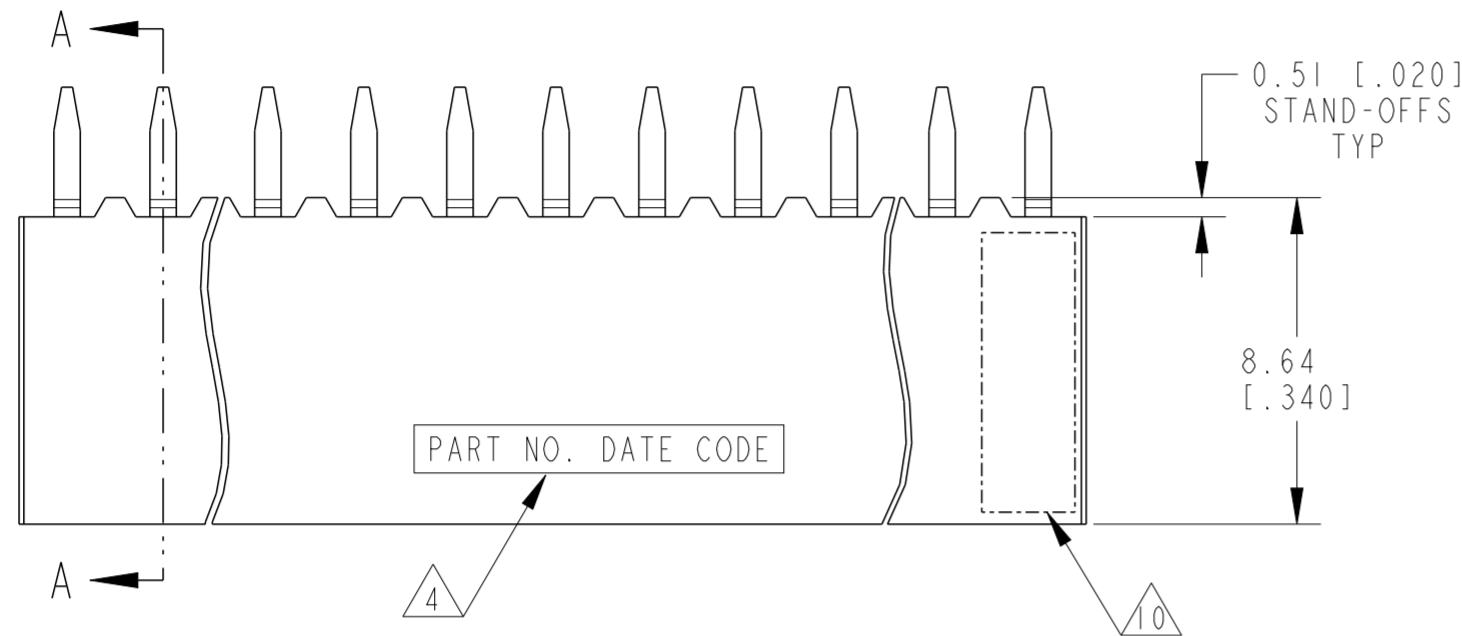 A
0.51 [.020]
STAND-OFFS
TYP
8.64
[.340]
PART NO. DATE CODE
A
4
10